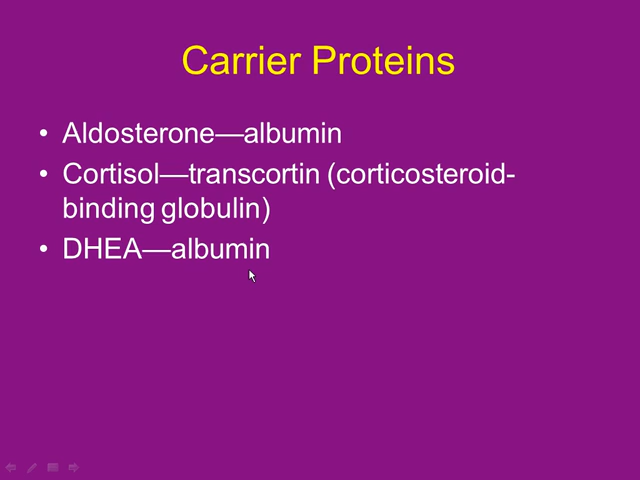 Carrier Proteins
• Aldosterone—albumin
• Cortisol—transcortin (corticosteroid-
binding globulin)
• DHEA—albumin